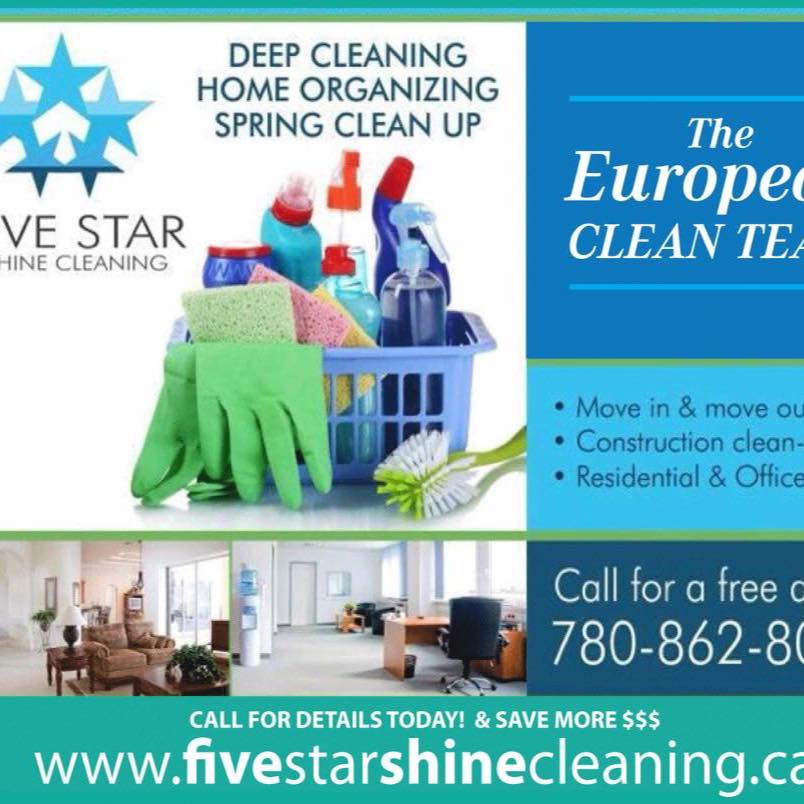 DEEP CLEANING
HOME ORGANIZING
SPRING CLEAN UP
VE STAR
HINE CLEANING
The
Europe
CLEAN TEA
• Move in & move ou
• Construction clean-
• Residential & Office
Call for a free
780-862-80
CALL FOR DETAILS TODAY! & SAVE MORE $$$
www.fivestarshinecleaning.ca